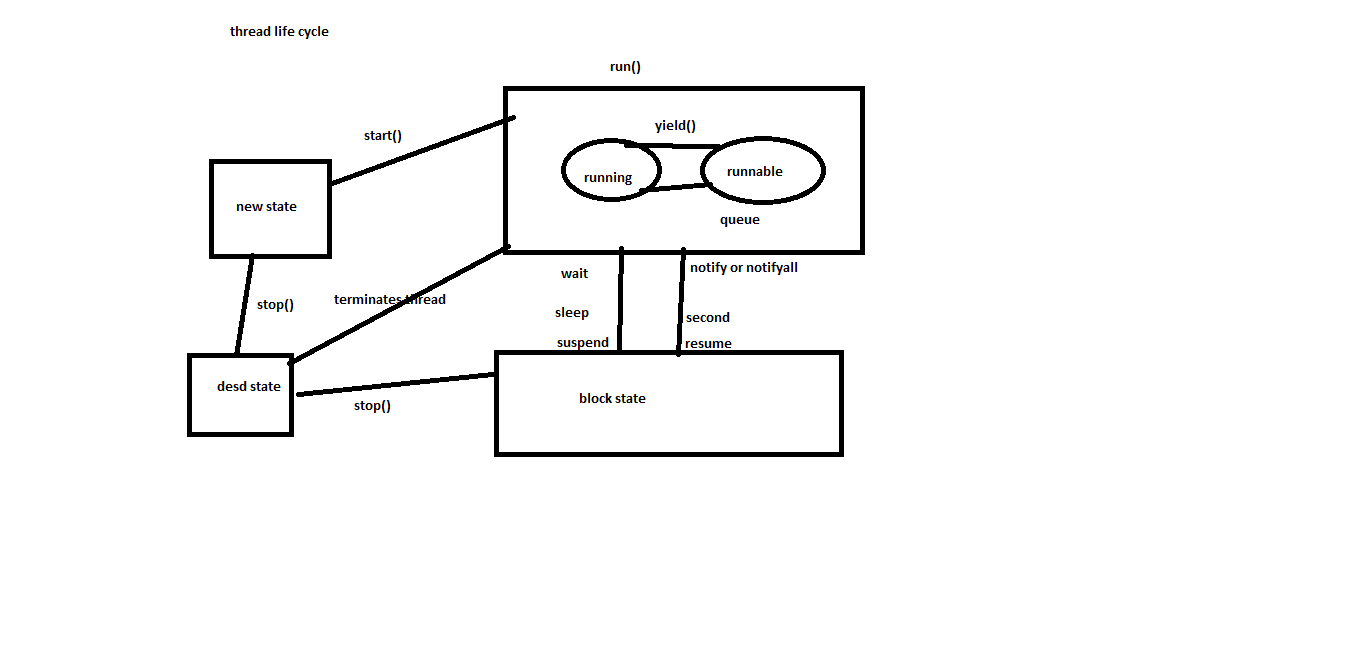 thread life cycle
run()
start()
yield()
running
runnable
new state
queue
wait
notify or notifyall
stop()
terminates thread
sleep
second
suspend
resume
desd state
stop()
block state